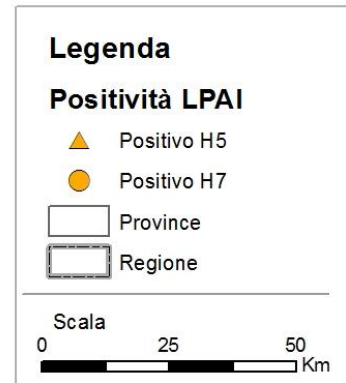 Legenda
Positività LPAI
Positivo H5
Positivo H7
Province
Regione
Scala
0 25 50
Km